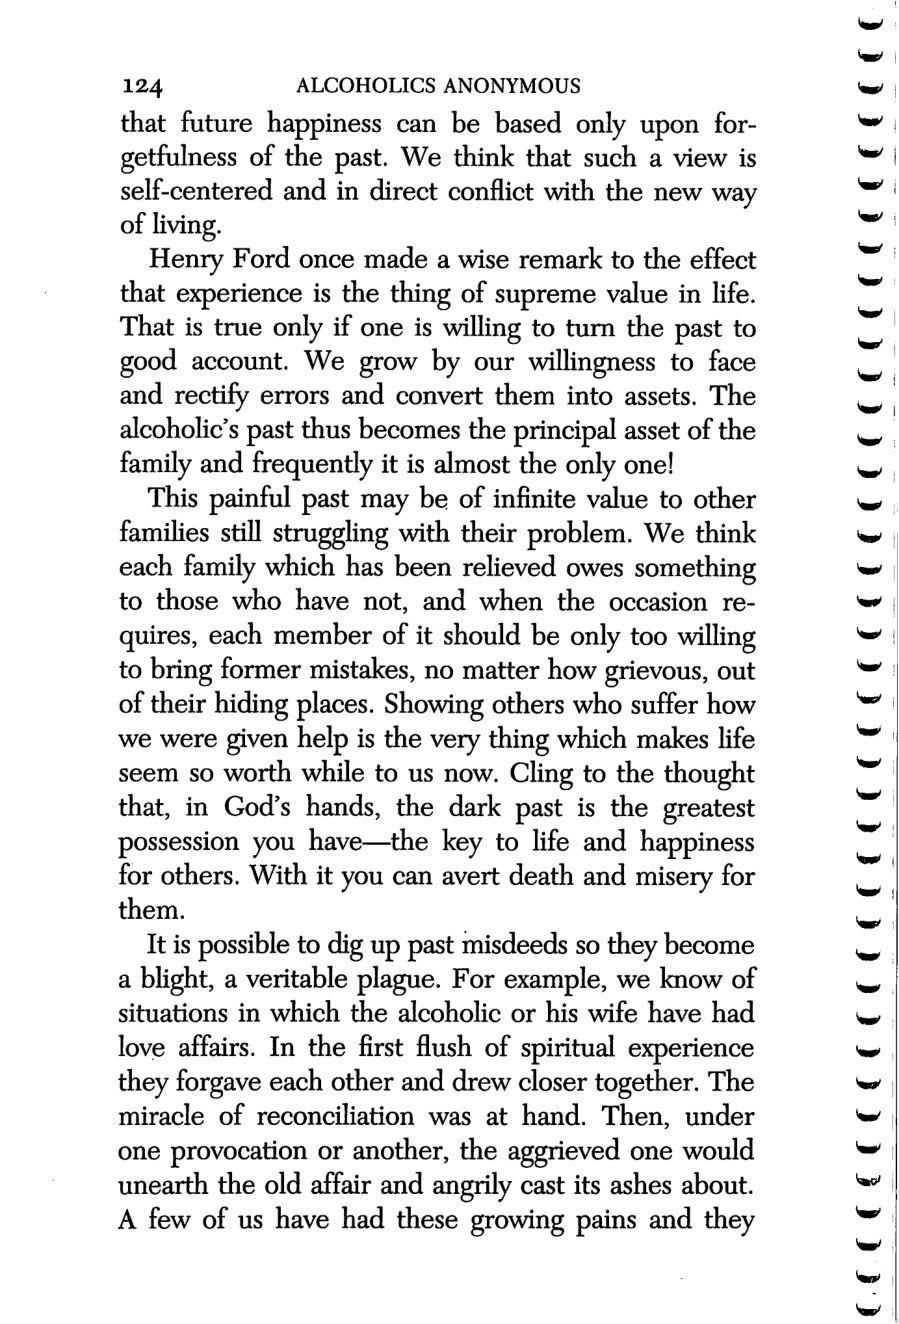 124 ALCOHOLICS ANONYMOUS
that future happiness can be based only upon for-
getfulness of the past. We think that such a view is
self-centered and in direct conflict with the new way
of living.
Henry Ford once made a wise remark to the effect
that experience is the thing of supreme value in life.
That is true only if one is willing to turn the past to
good account. We grow by our willingness to face
and rectify errors and convert them into assets. The
alcoholic's past thus becomes the principal asset of the
family and frequently it is almost the only one!
This painful past may be of infinite value to other
families still struggling with their problem. We think
each family which has been relieved owes something
to those who have not, and when the occasion re-
quires, each member of it should be only too willing
to bring former mistakes, no matter how grievous, out
of their hiding places. Showing others who suffer how
we were given help is the very thing which makes life
seem so worth while to us now. Cling to the thought
that, in God's hands, the dark past is the greatest
possession you have—the key to life and happiness
for others. With it you can avert death and misery for
them.
It is possible to dig up past misdeeds so they become
a blight, a veritable plague. For example, we know of
situations in which the alcoholic or his wife have had
love affairs. In the first flush of spiritual experience
they forgave each other and drew closer together. The
miracle of reconciliation was at hand. Then, under
one provocation or another, the aggrieved one would
unearth the old affair and angrily cast its ashes about.
A few of us have had these growing pains and they